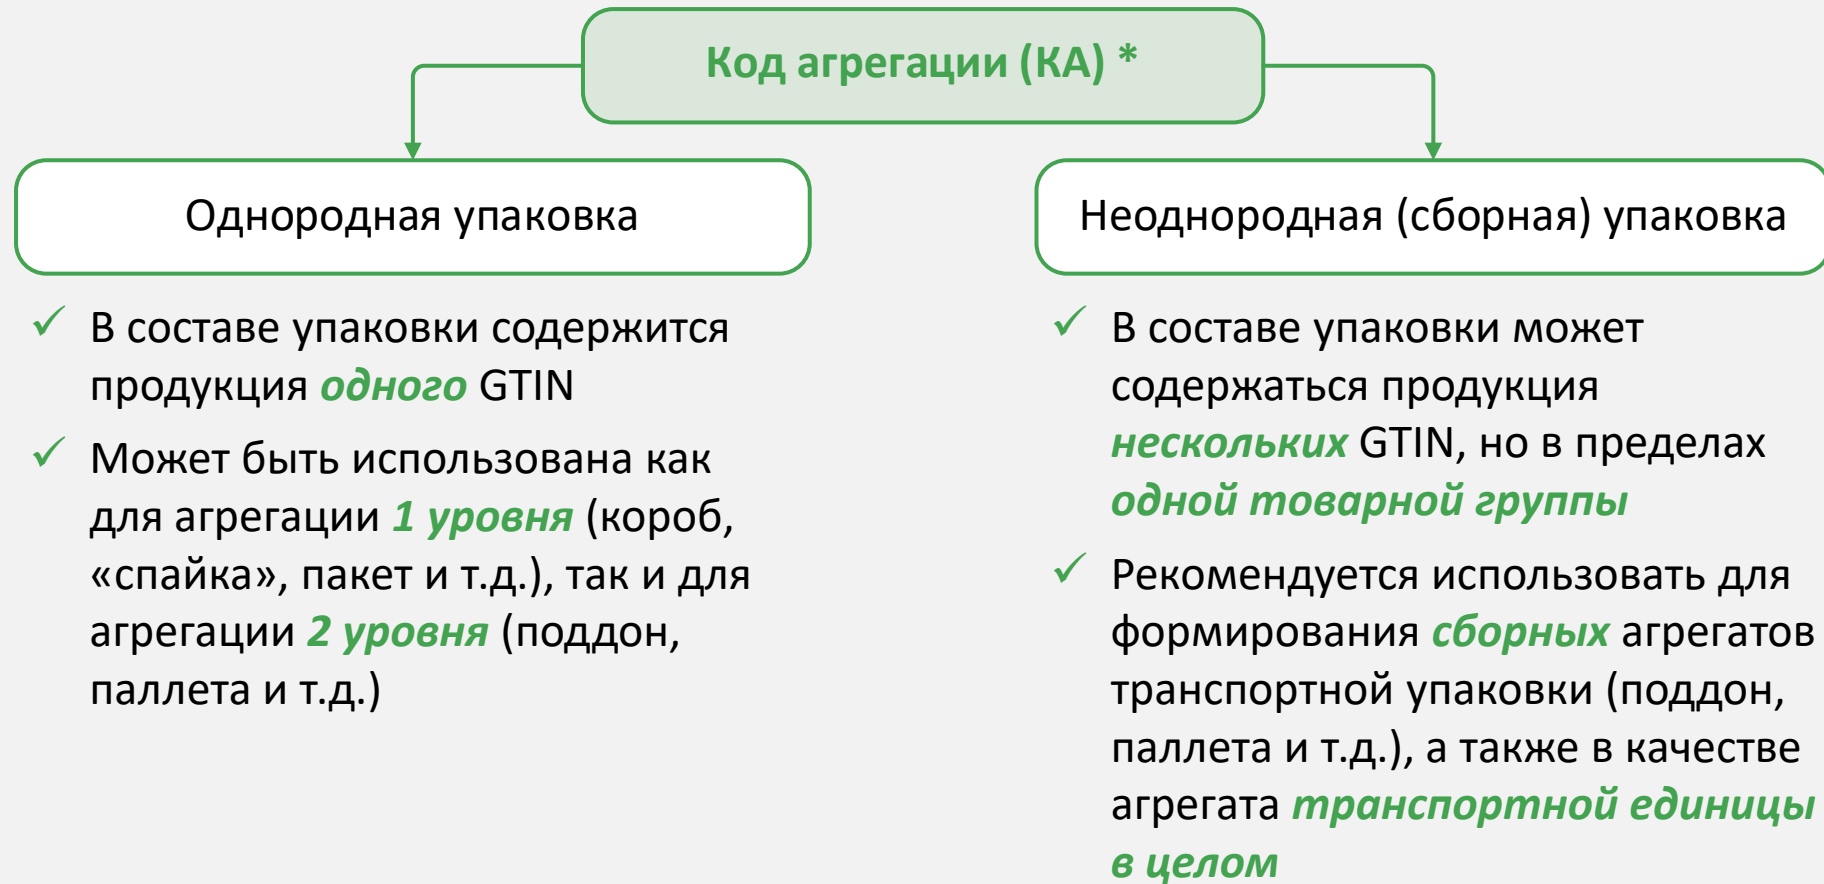 Код агрегации (КА) *
Однородная упаковка
В составе упаковки содержится
продукция одного GTIN
Может быть использована как
для агрегации 1 уровня (короб,
«спайка», пакет и т.д.), так и для
агрегации 2 уровня (поддон,
паллета и т.д.)
Неоднородная (сборная) упаковка
В составе упаковки может
содержаться продукция
нескольких GTIN, но в пределах
одной товарной группы
Рекомендуется использовать для
формирования сборных агрегатов
транспортной упаковки (поддон,
паллета и т.д.), а также в качестве
агрегата транспортной единицы
в целом